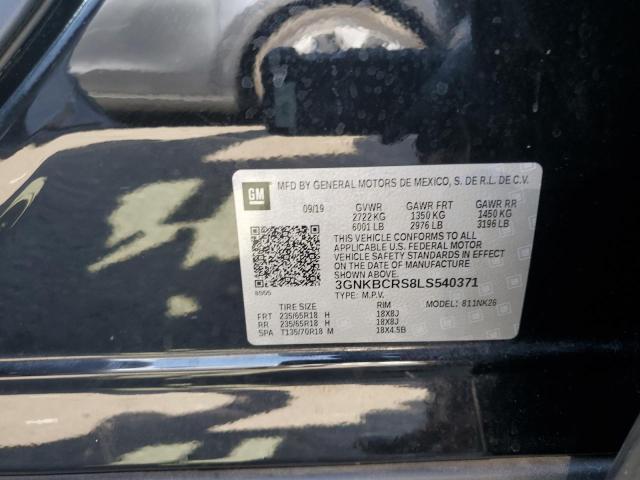 GM MFD BY GENERAL MOTORS DE MEXICO, S. DE R.L. DE C.V.
09/19 GVWR GAWR FRT GAWR RR
2722 KG 1350 KG 1450 KG
6001 LB 2976 LB 3196 LB
THIS VEHICLE CONFORMS TO ALL
APPLICABLE U.S. FEDERAL MOTOR
VEHICLE SAFETY STANDARDS IN EFFECT
ON THE DATE OF MANUFACTURE
SHOWN ABOVE.
3GNKBCRS8LS540371
TYPE: M.P.V. MODEL: 811NK26
TIRE SIZE RIM
FRT 235/65R18 H 18X8J
RR 235/65R18 H 18X8J
SPA T135/70R18 M 18X4.5B